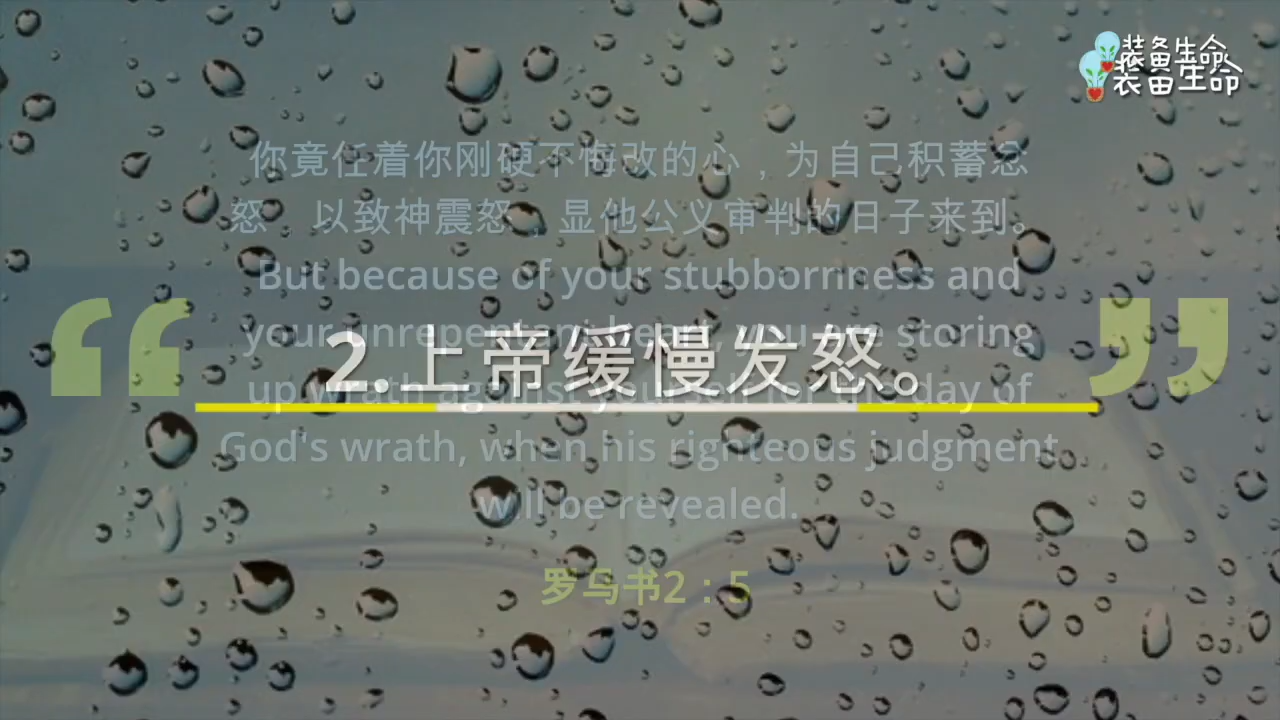 装备生命
装备生命
你竟任着你刚硬不悔改的心，为自己积蓄忿
怒，以致神震怒，显他公义审判的日子来到。
But because of your stubbornness and
your unrepentant heart, you are storing
2.上帝缓慢发怒。
up wrath against yourself for the day of
God's wrath, when his righteous judgment
will be revealed.
罗马书2：5